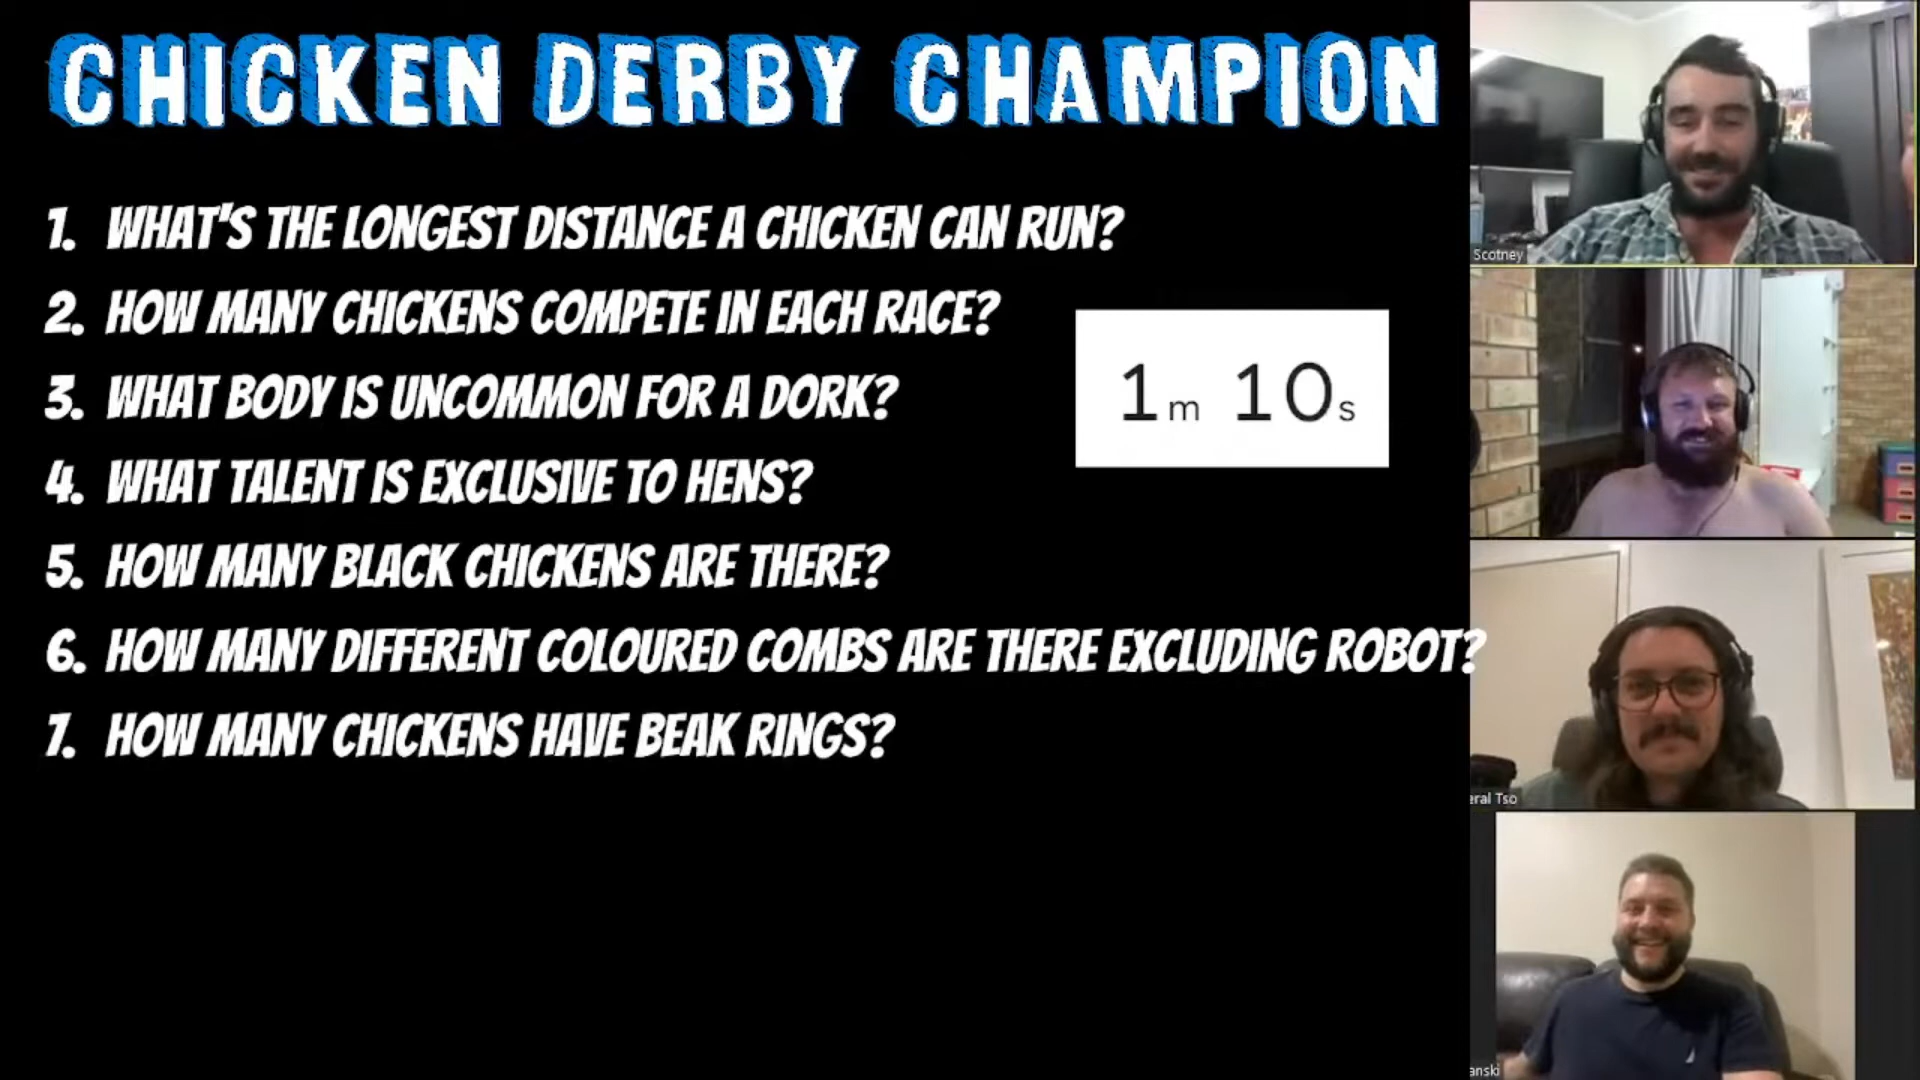 CHICKEN DERBY CHAMPION
1. WHAT'S THE LONGEST DISTANCE A CHICKEN CAN RUN?
2. HOW MANY CHICKENS COMPETE IN EACH RACE?
3. WHAT BODY IS UNCOMMON FOR A DORK?
4. WHAT TALENT IS EXCLUSIVE TO HENS?
5. HOW MANY BLACK CHICKENS ARE THERE?
6. HOW MANY DIFFERENT COLOURED COMBS ARE THERE EXCLUDING ROBOT?
7. HOW MANY CHICKENS HAVE BEAK RINGS?
1m 10s
Scotney
eral Tso
anski